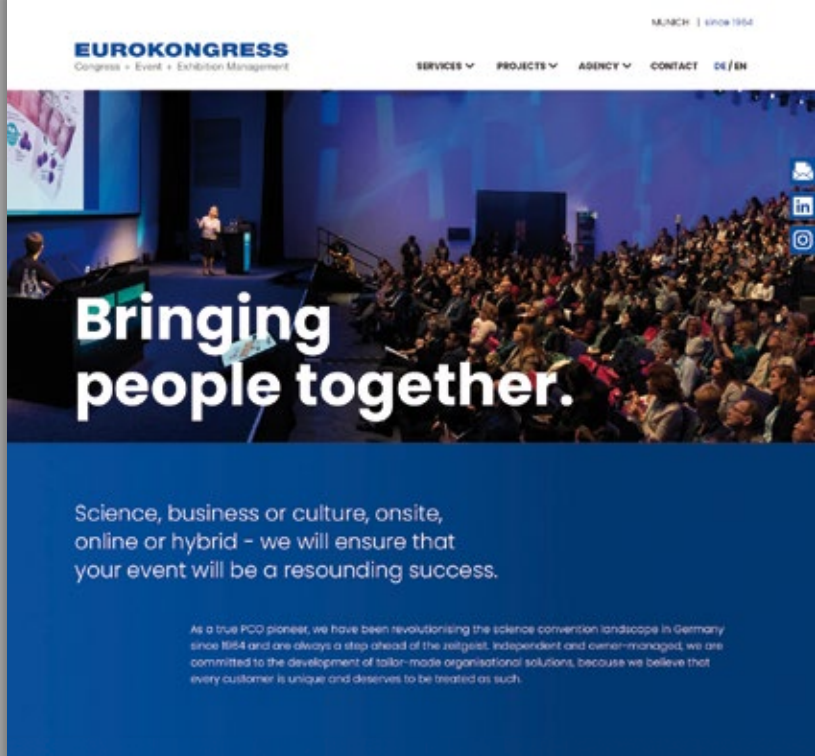 MUNICH | since 1964
EUROKONGRESS
Congress + Event + Exhibition Management
SERVICES PROJECTS AGENCY CONTACT DE / EN
in
Bringing
people together.
Science, business or culture, onsite,
online or hybrid - we will ensure that
your event will be a resounding success.
As a true PCO pioneer, we have been revolutionising the science convention landscape in Germany
since 1964 and are always a step ahead of the zeitgeist. Independent and owner-managed, we are
committed to the development of tailor-made organisational solutions, because we believe that
every customer is unique and deserves to be treated as such.